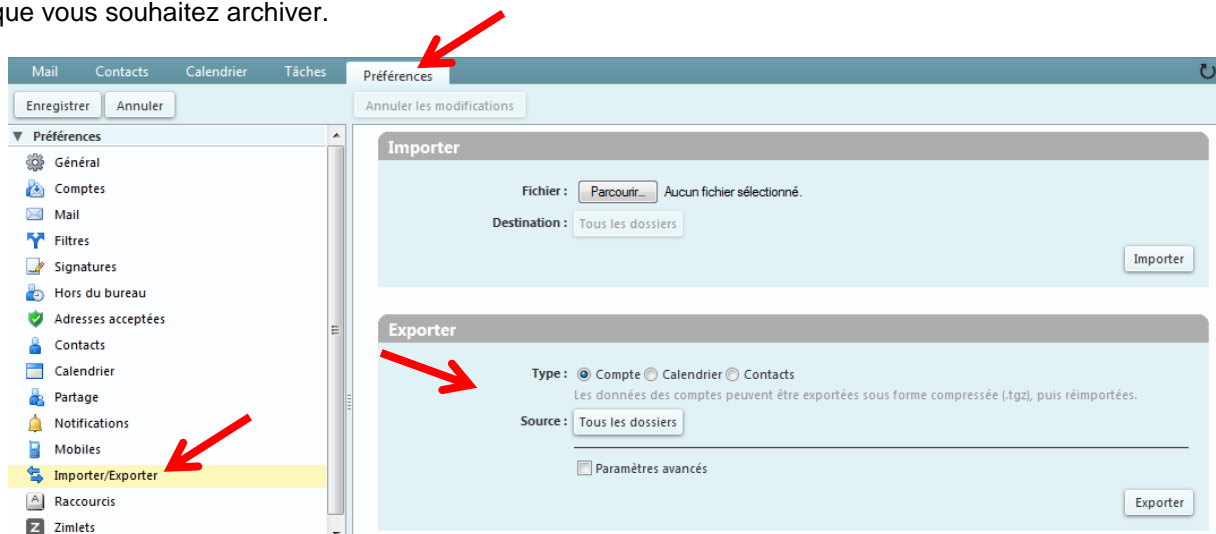 que vous souhaitez archiver.
Mail Contacts Calendrier Tâches Préférences
Enregistrer Annuler Annuler les modifications
Préférences
Général
Comptes
Mail
Filtres
Signatures
Hors du bureau
Adresses acceptées
Contacts
Calendrier
Partage
Notifications
Mobiles
Importer/Exporter
A Raccourcis
Z Zimlets
Importer
Fichier : Parcourir... Aucun fichier sélectionné.
Destination : Tous les dossiers
Importer
Exporter
Type : Compte Calendrier Contacts
Les données des comptes peuvent être exportées sous forme compressée (.tgz), puis réimportées.
Source : Tous les dossiers
Paramètres avancés
Exporter